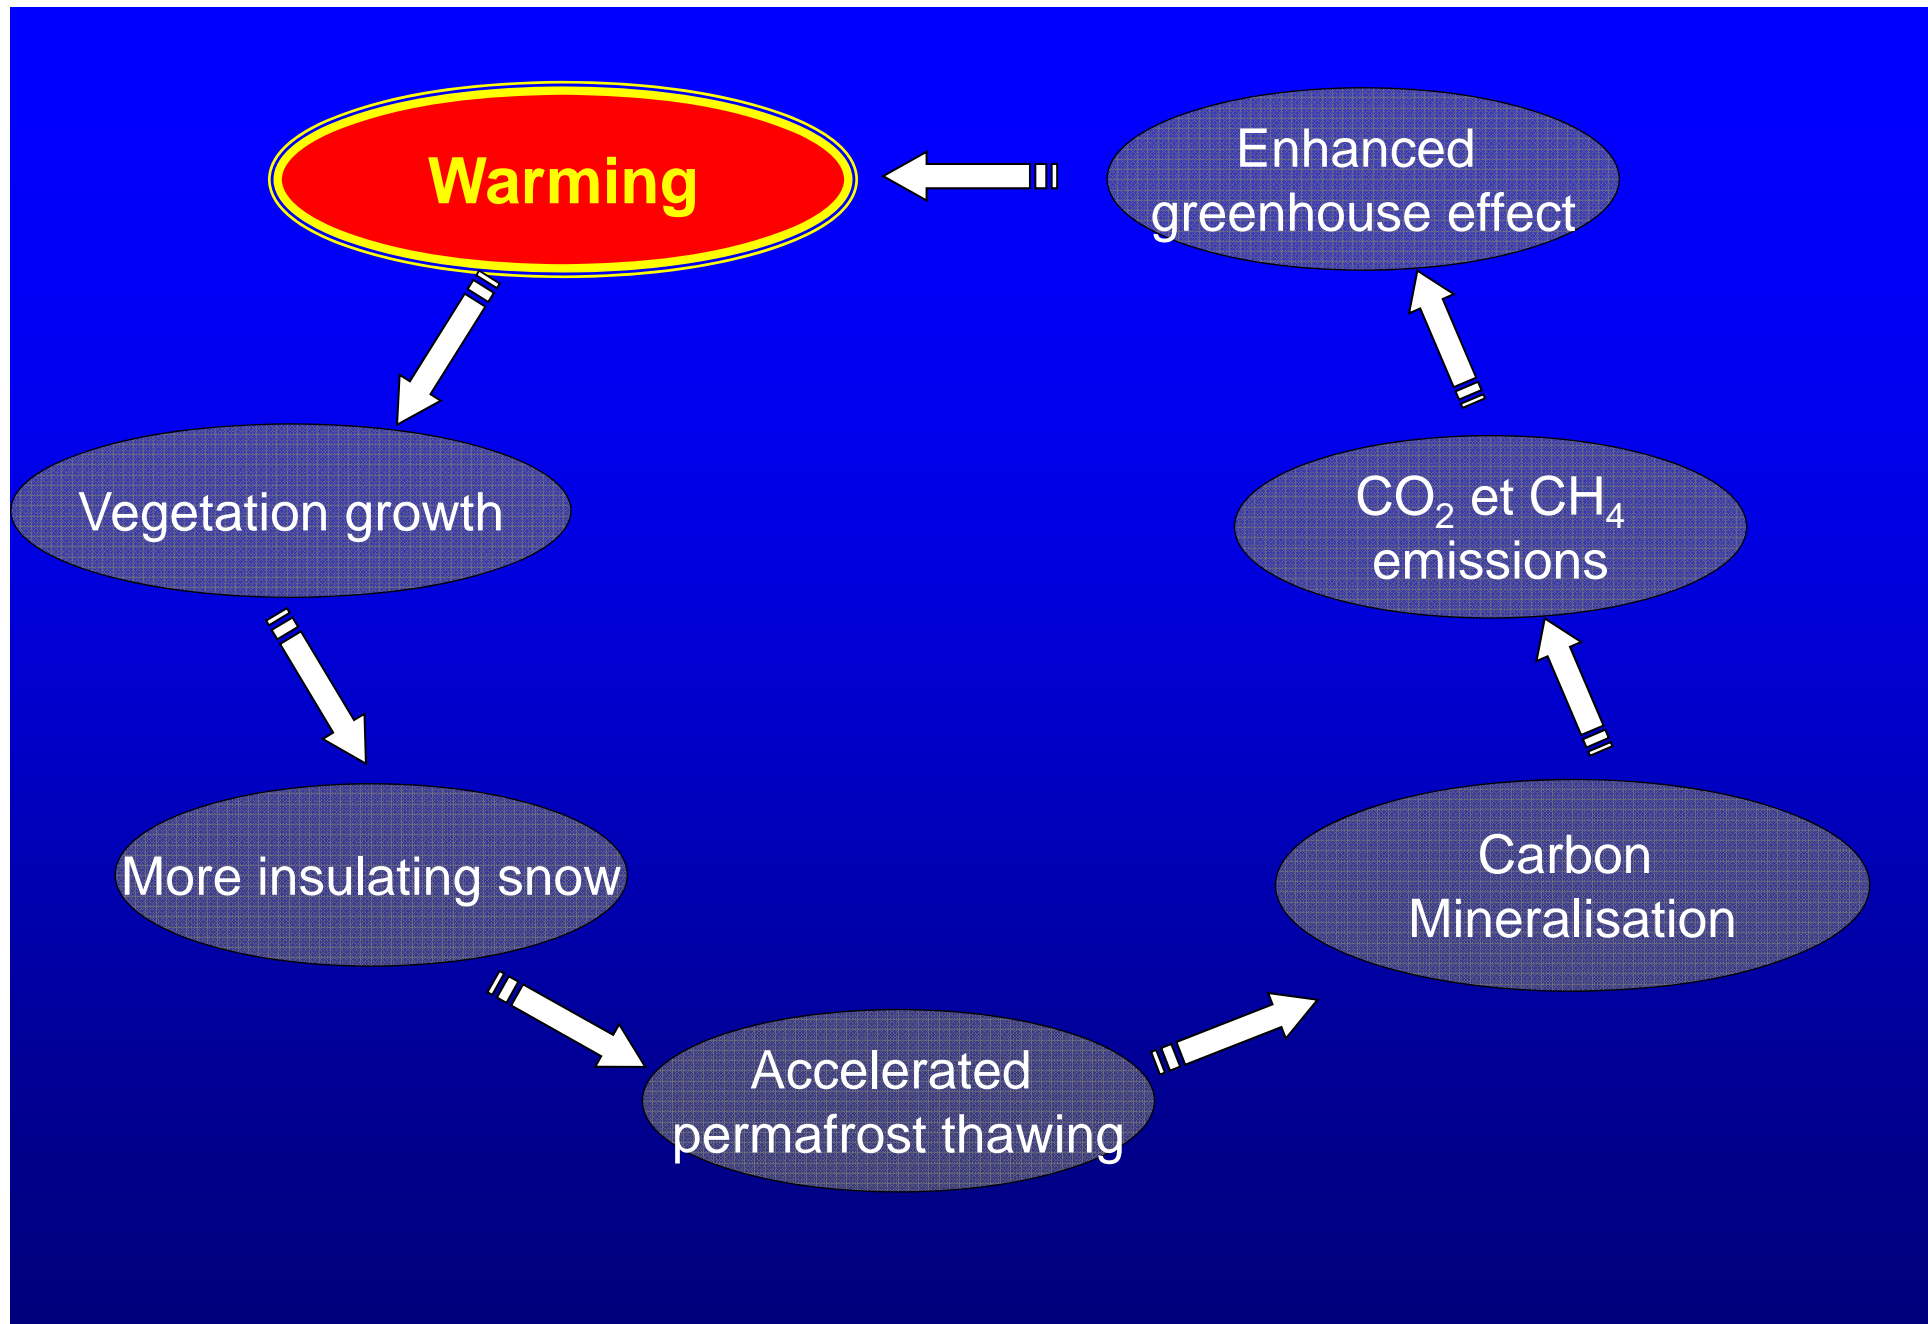 Warming
Enhanced
greenhouse effect
Vegetation growth
CO₂ et CH₄
emissions
More insulating snow
Carbon
Mineralisation
Accelerated
permafrost thawing